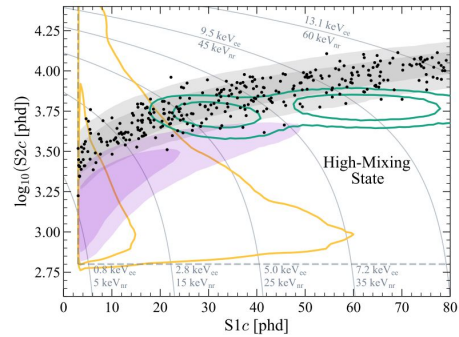 4.25
4.00
3.75
3.50
3.25
3.00
2.75
log10(S2c [phd])
9.5 keVee
45 keVnr
13.1 keVee
60 keVnr
High-Mixing
State
0.8 keVee
5 keVnr
2.8 keVee
15 keVnr
5.0 keVee
25 keVnr
7.2 keVee
35 keVnr
0 10 20 30 40 50 60 70 80
S1c [phd]